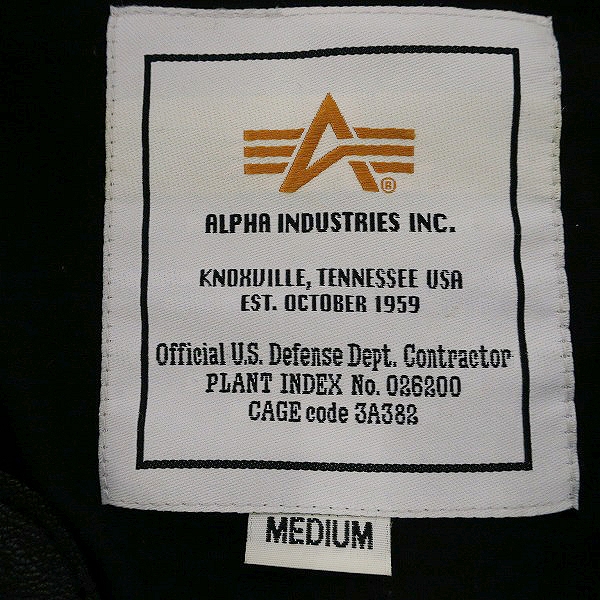 ®
ALPHA INDUSTRIES INC.
KNOXVILLE, TENNESSEE USA
EST. OCTOBER 1959
Official U.S. Defense Dept. Contractor
PLANT INDEX No. 026200
CAGE code 3A382
MEDIUM